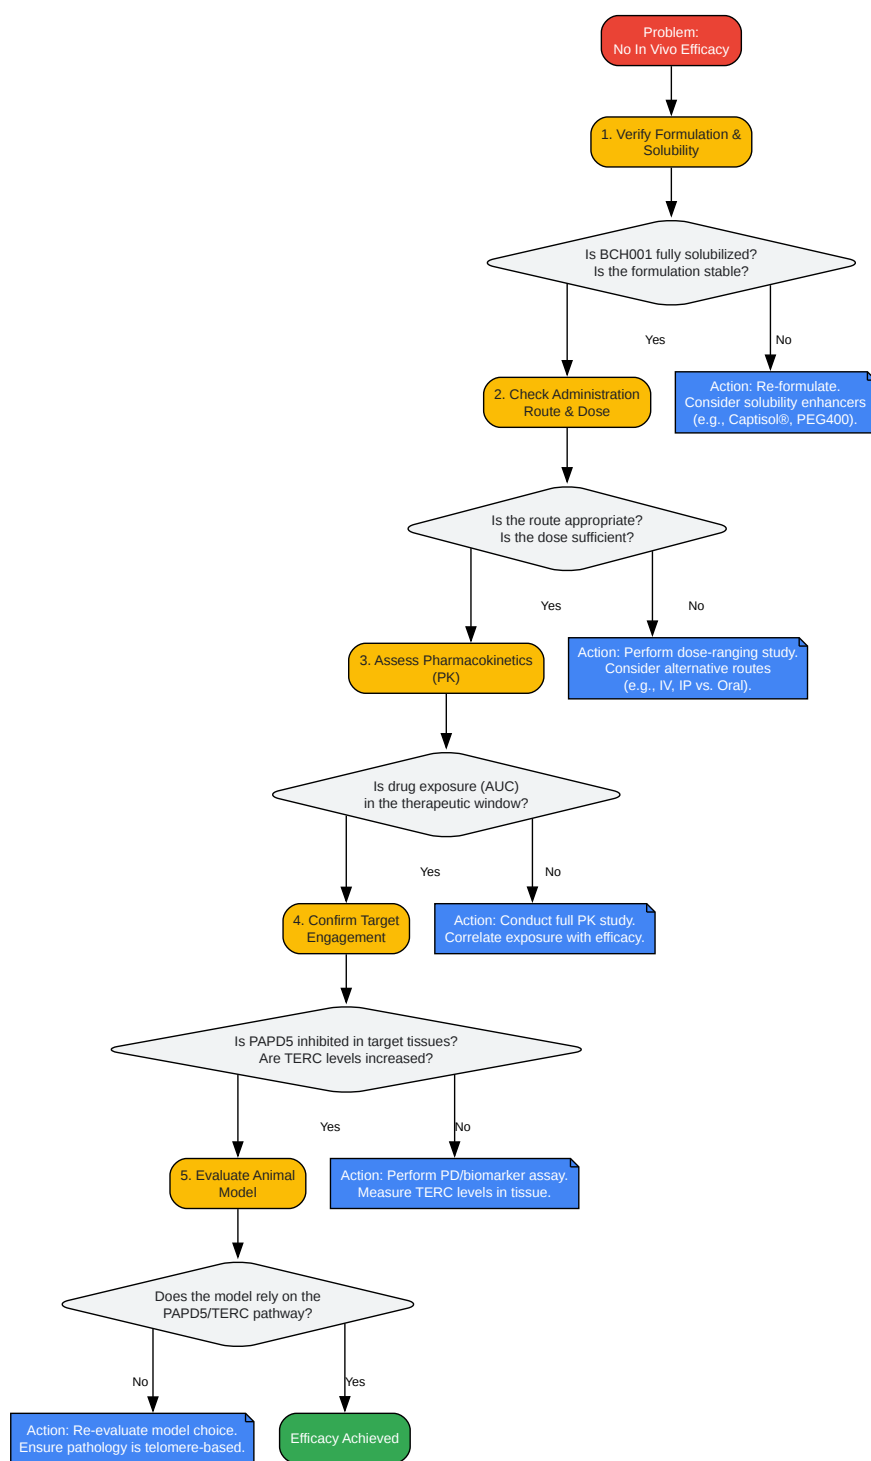 Problem:
No In Vivo Efficacy
1. Verify Formulation &
Solubility
Is BCH001 fully solubilized?
Is the formulation stable?
Yes
No
2. Check Administration
Route & Dose
Action: Re-formulate.
Consider solubility enhancers
(e.g., Captisol®, PEG400).
Is the route appropriate?
Is the dose sufficient?
Yes
No
3. Assess Pharmacokinetics
(PK)
Action: Perform dose-ranging study.
Consider alternative routes
(e.g., IV, IP vs. Oral).
Is drug exposure (AUC)
in the therapeutic window?
Yes
No
4. Confirm Target
Engagement
Action: Conduct full PK study.
Correlate exposure with efficacy.
Is PAPD5 inhibited in target tissues?
Are TERC levels increased?
Yes
No
5. Evaluate Animal
Model
Action: Perform PD/biomarker assay.
Measure TERC levels in tissue.
Does the model rely on the
PAPD5/TERC pathway?
No
Yes
Action: Re-evaluate model choice.
Ensure pathology is telomere-based.
Efficacy Achieved